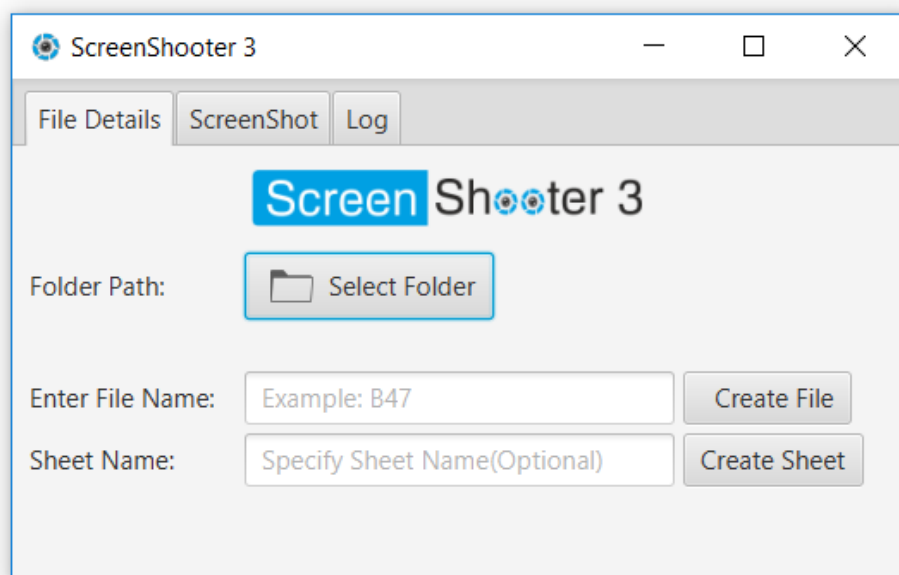 ScreenShooter 3
File Details ScreenShot Log
Screen Shooter 3
Folder Path: Select Folder
Enter File Name: Example: B47 Create File
Sheet Name: Specify Sheet Name(Optional) Create Sheet